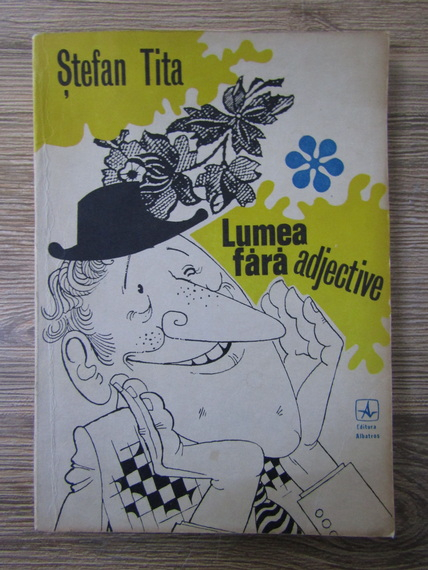 Ștefan Tita
Lumea
fără adjective
Editura
Albatros